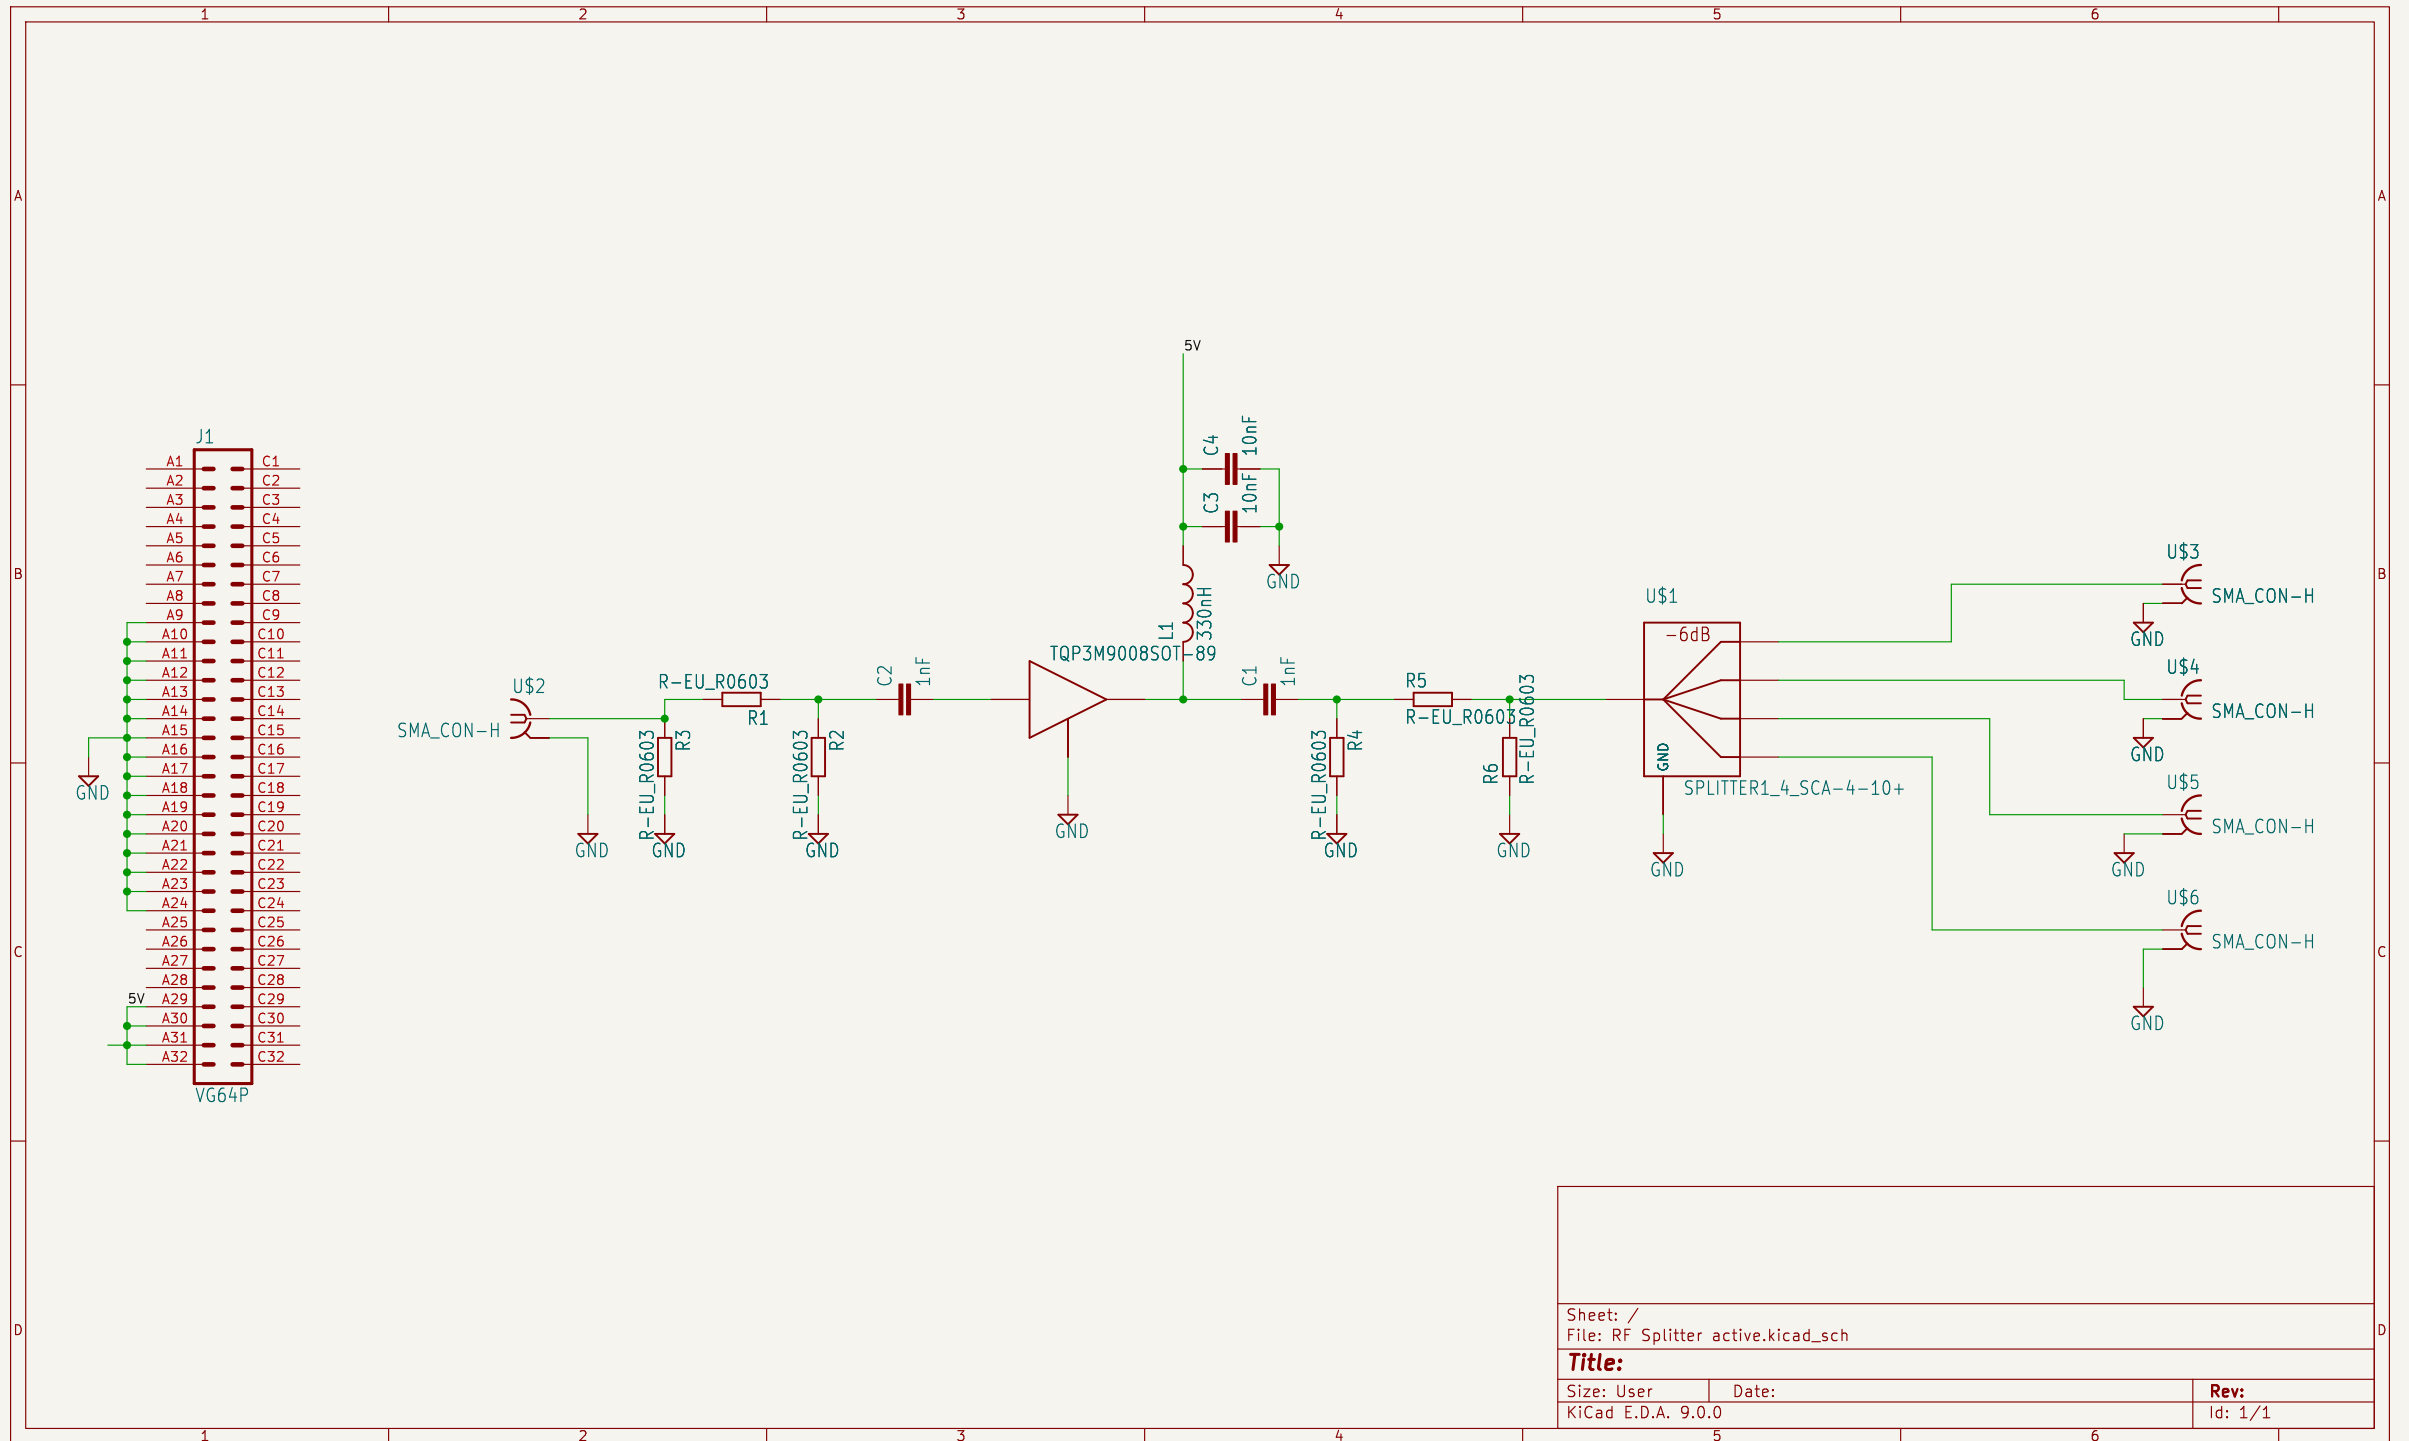 1 2 3 4 5 6
A A
B B
C C
D D
1 2 3 4 5 6
J1
A1 C1
A2 C2
A3 C3
A4 C4
A5 C5
A6 C6
A7 C7
A8 C8
A9 C9
A10 C10
A11 C11
A12 C12
A13 C13
A14 C14
A15 C15
A16 C16
A17 C17
A18 C18
A19 C19
A20 C20
A21 C21
A22 C22
A23 C23
A24 C24
A25 C25
A26 C26
A27 C27
A28 C28
A29 C29
A30 C30
A31 C31
A32 C32
VG64P
GND
5V
U$2
SMA_CON-H
GND
R-EU_R0603
R1
R-EU_R0603
R3
GND
R-EU_R0603
R2
GND
C2
1nF
TQP3M9008SOT-89
GND
5V
C4
10nF
C3
10nF
GND
L1
330nH
C1
1nF
R-EU_R0603
R4
GND
R5
R-EU_R0603
R6
R-EU_R0603
GND
U$1
-6dB
GND
SPLITTER1_4_SCA-4-10+
GND
U$3
SMA_CON-H
GND
U$4
SMA_CON-H
GND
U$5
SMA_CON-H
GND
U$6
SMA_CON-H
GND
Sheet: /
File: RF Splitter active.kicad_sch
Title:
Size: User Date: Rev:
KiCad E.D.A. 9.0.0 Id: 1/1